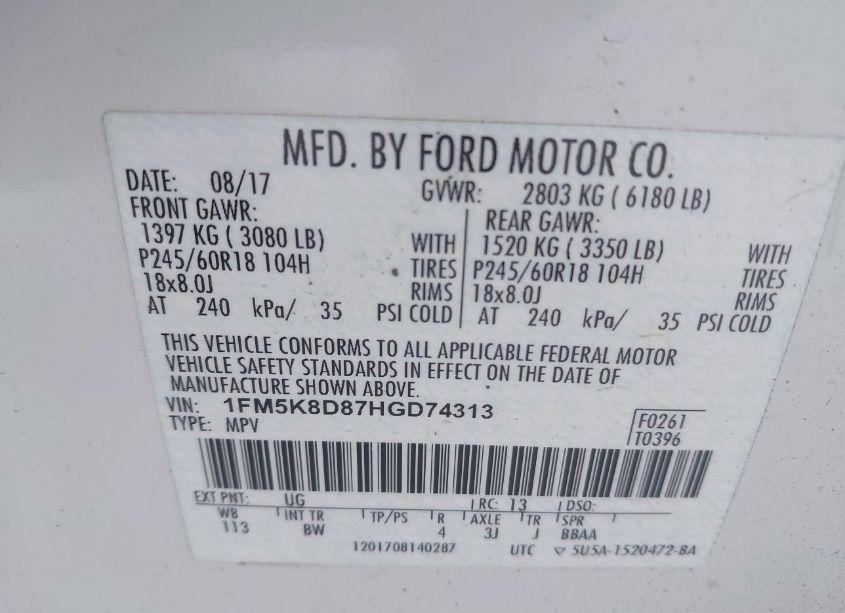 MFD. BY FORD MOTOR CO.
DATE: 08/17 GVWR: 2803 KG ( 6180 LB)
FRONT GAWR: REAR GAWR:
1397 KG ( 3080 LB) WITH 1520 KG ( 3350 LB) WITH
P245/60R18 104H TIRES P245/60R18 104H TIRES
18x8.0J RIMS 18x8.0J RIMS
AT 240 kPa/ 35 PSI COLD AT 240 kPa/ 35 PSI COLD
THIS VEHICLE CONFORMS TO ALL APPLICABLE FEDERAL MOTOR
VEHICLE SAFETY STANDARDS IN EFFECT ON THE DATE OF
MANUFACTURE SHOWN ABOVE.
VIN: 1FM5K8D87HGD74313 F0261
TYPE: MPV T0396
EXT PNT: UG RC: 13 DSO:
WB INT TR TP/PS R AXLE TR SPR
113 BW 4 3J J BBAA
1201708140287 UTC ▽ 5U5A-1520472-BA